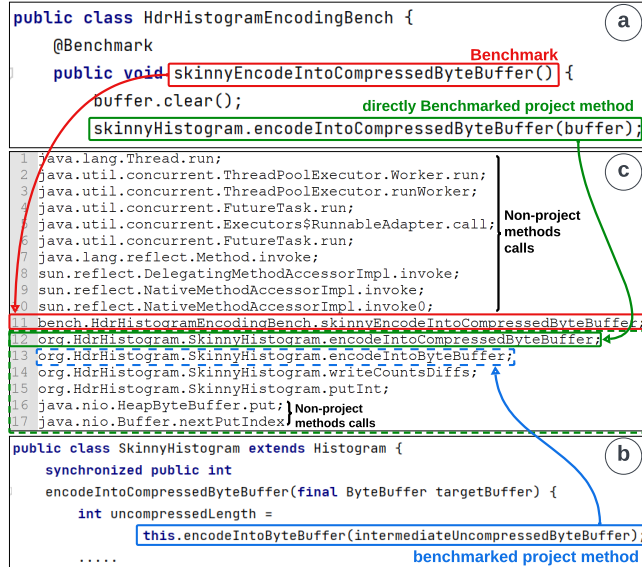 public class HdrHistogramEncodingBench {
a
@Benchmark
Benchmark
public void skinnyEncodeIntoCompressedByteBuffer() {
buffer.clear();
directly Benchmarked project method
skinnyHistogram.encodeIntoCompressedByteBuffer(buffer);
c
1 java.lang.Thread.run;
2 java.util.concurrent.ThreadPoolExecutor.Worker.run;
3 java.util.concurrent.ThreadPoolExecutor.runWorker;
4 java.util.concurrent.FutureTask.run;
5 java.util.concurrent.Executors$RunnableAdapter.call;
6 java.util.concurrent.FutureTask.run;
7 java.lang.reflect.Method.invoke;
8 sun.reflect.DelegatingMethodAccessorImpl.invoke;
9 sun.reflect.NativeMethodAccessorImpl.invoke;
sun.reflect.NativeMethodAccessorImpl.invoke0;
Non-project
methods
calls
11 bench.HdrHistogramEncodingBench.skinnyEncodeIntoCompressedByteBuffer;
12 org.HdrHistogram.SkinnyHistogram.encodeIntoCompressedByteBuffer;
13 org.HdrHistogram.SkinnyHistogram.encodeIntoByteBuffer;
14 org.HdrHistogram.SkinnyHistogram.writeCountsDiffs;
15 org.HdrHistogram.SkinnyHistogram.putInt;
16 java.nio.HeapByteBuffer.put;
17 java.nio.Buffer.nextPutIndex
Non-project
methods calls
b
public class SkinnyHistogram extends Histogram {
synchronized public int
encodeIntoCompressedByteBuffer(final ByteBuffer targetBuffer) {
int uncompressedLength =
this.encodeIntoByteBuffer(intermediateUncompressedByteBuffer);
.....
benchmarked project method